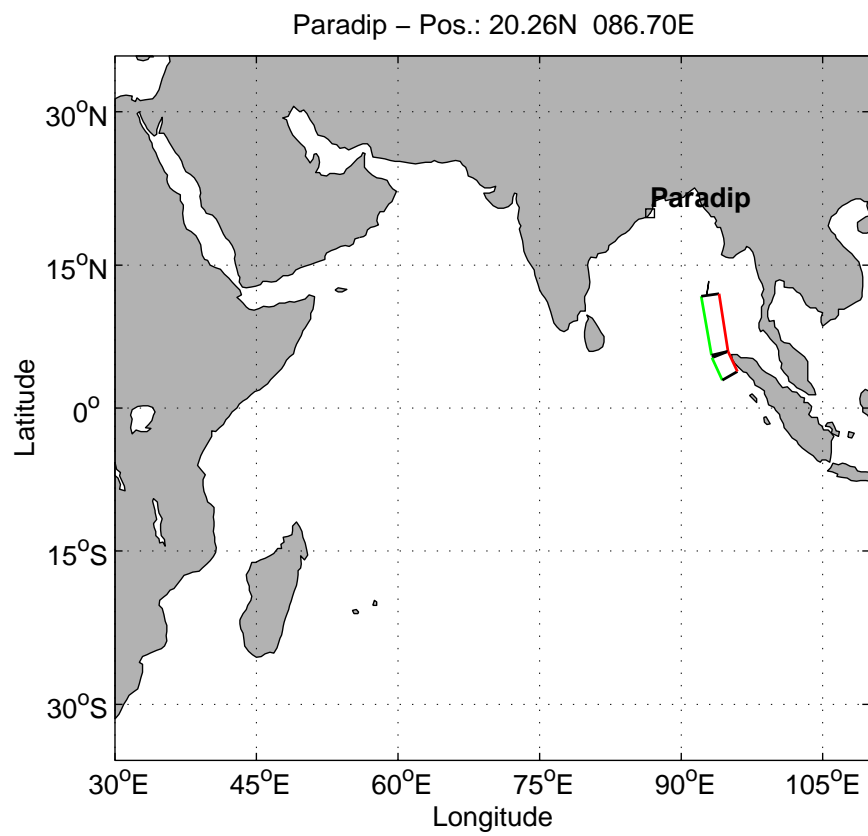 Paradip – Pos.: 20.26N 086.70E
30°N
Paradip
15°N
0°
15°S
30°S
Latitude
30°E 45°E 60°E 75°E 90°E 105°E
Longitude